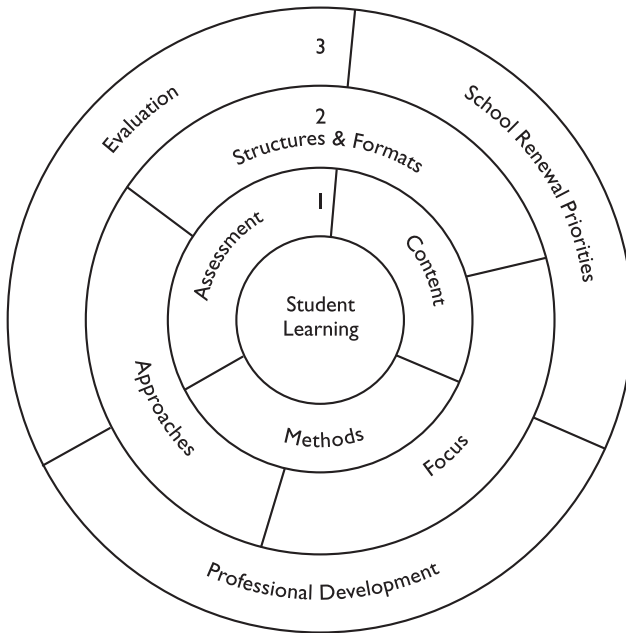 3
Evaluation
School Renewal Priorities
2
Structures & Formats
1
Assessment
Content
Student
Learning
Approaches
Methods
Focus
Professional Development